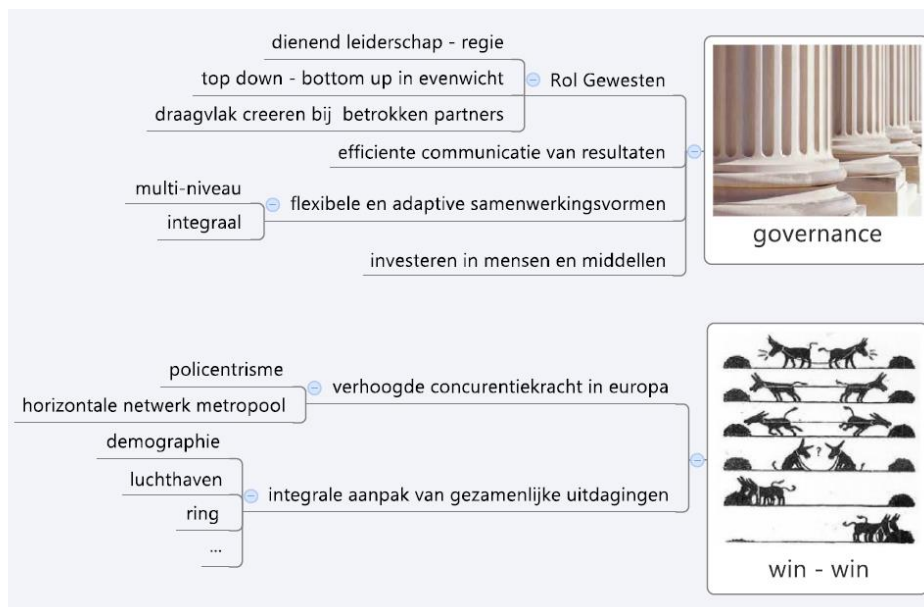 dienend leiderschap - regie
top down - bottom up in evenwicht
draagvlak creeren bij betrokken partners
Rol Gewesten
efficiente communicatie van resultaten
multi-niveau
integraal
flexibele en adaptive samenwerkingsvormen
investeren in mensen en middellen
governance
policentrisme
horizontale netwerk metropool
verhoogde concurentiekracht in europa
demographie
luchthaven
ring
...
integrale aanpak van gezamenlijke uitdagingen
?
win - win